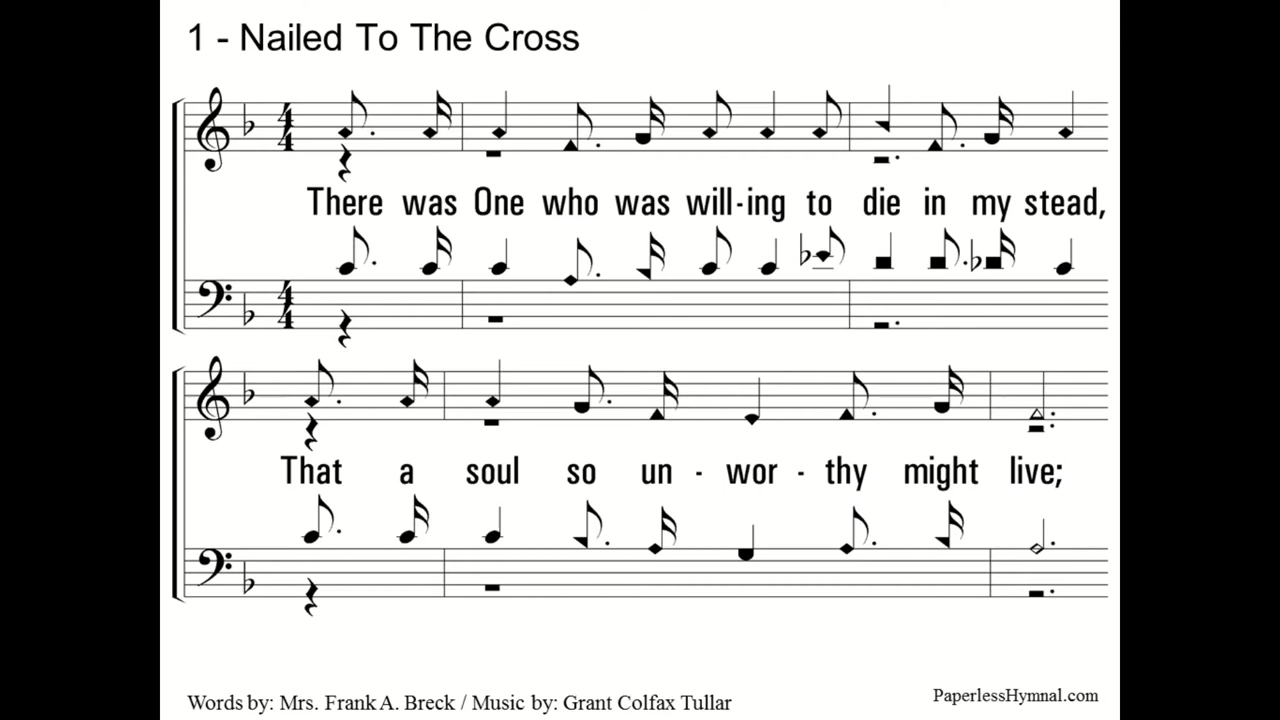 1 - Nailed To The Cross
There was One who was will-ing to die in my stead,
That a soul so un - wor - thy might live;
Words by: Mrs. Frank A. Breck / Music by: Grant Colfax Tullar
PaperlessHymnal.com